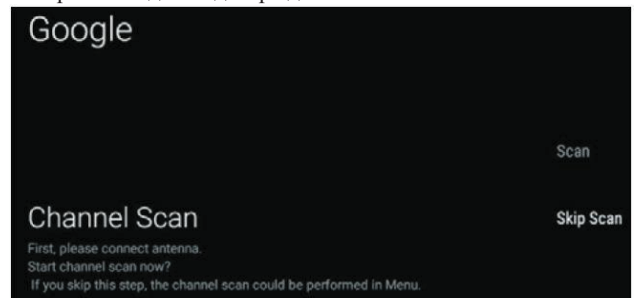 Google
Scan
Channel Scan
Skip Scan
First, please connect antenna.
Start channel scan now?
If you skip this step, the channel scan could be performed in Menu.